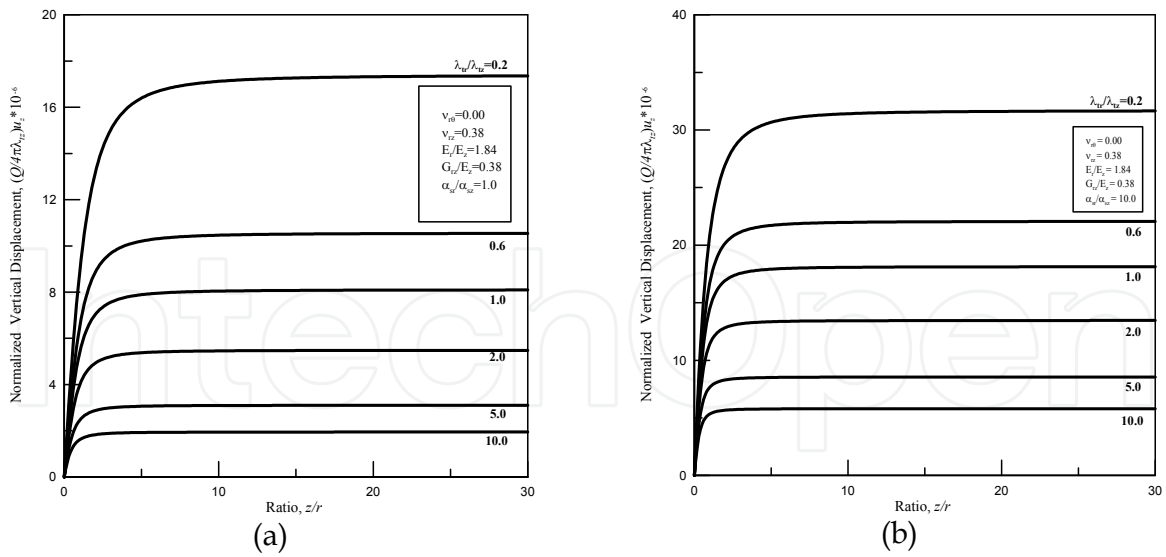 20
16
12
8
4
0
Normalized Vertical Displacement, (Q/4πλtz)uz*10-6
λtr/λtz=0.2
νrθ=0.00
νrz=0.38
Er/Ez=1.84
Grz/Ez=0.38
αsr/αsz=1.0
0.6
1.0
2.0
5.0
10.0
0 10 20 30
Ratio, z/r
(a)
40
30
20
10
0
Normalized Vertical Displacement, (Q/4πλtz)uz*10-6
λtr/λtz=0.2
νrθ = 0.00
νrz = 0.38
Er/Ez = 1.84
Grz/Ez = 0.38
αsr/αsz = 10.0
0.6
1.0
2.0
5.0
10.0
0 10 20 30
Ratio, z/r
(b)
IntechOpen